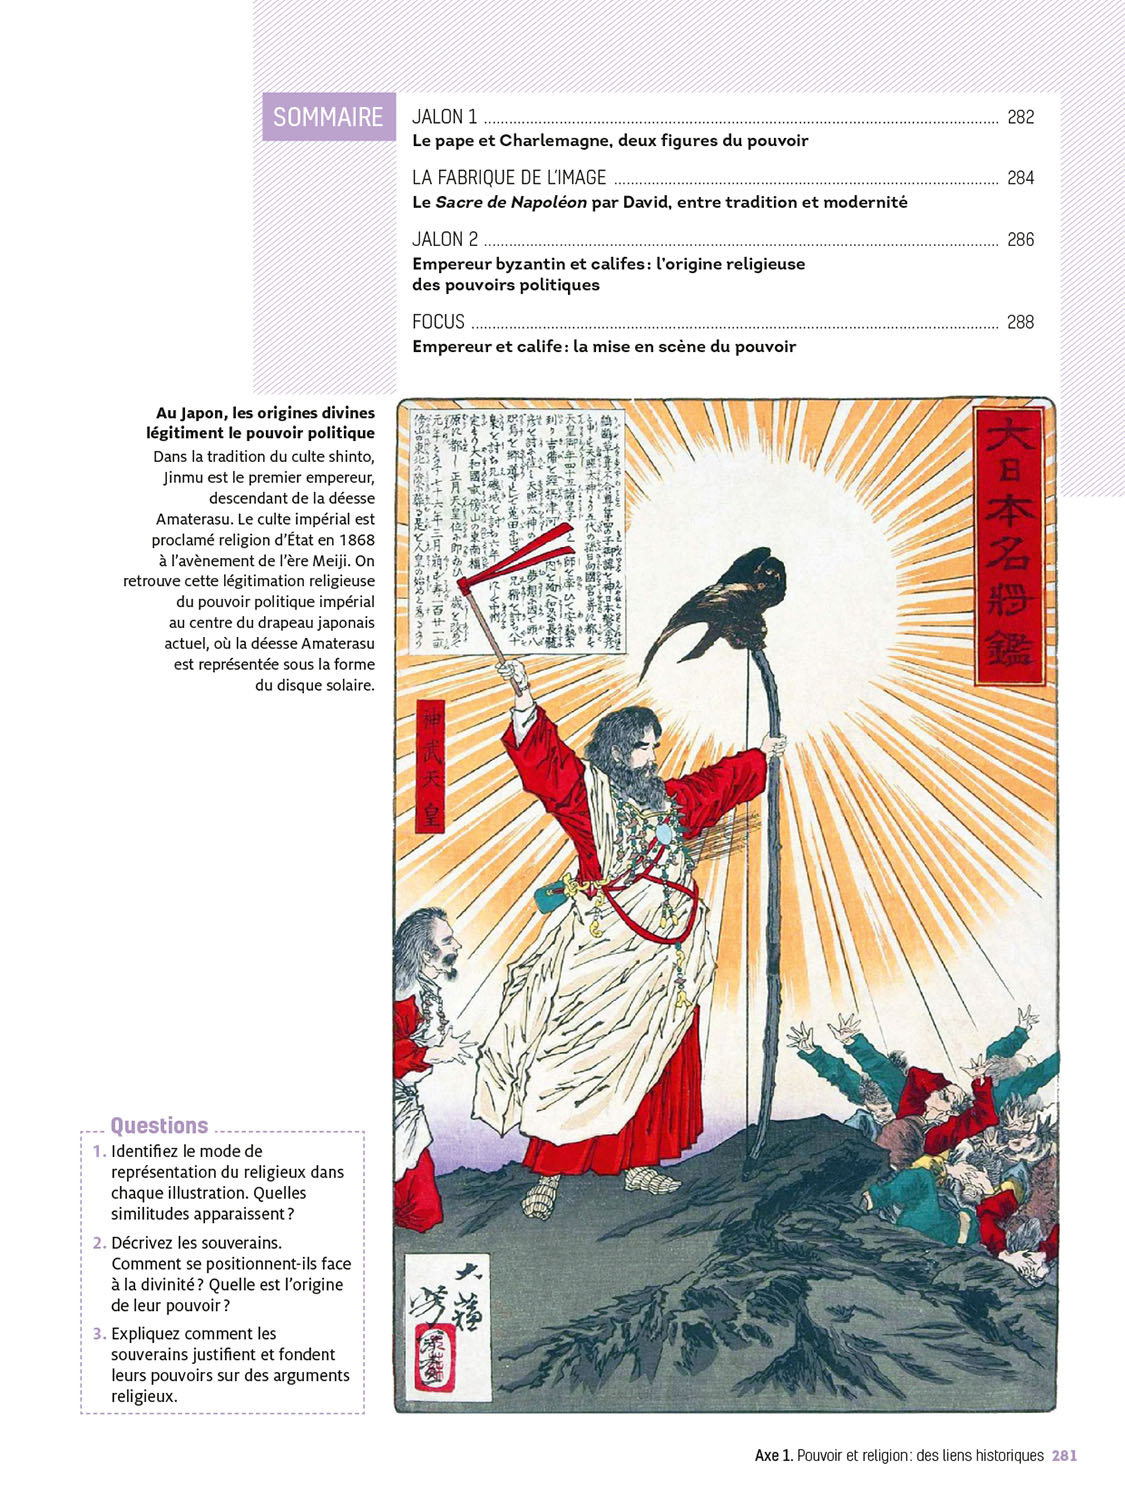 SOMMAIRE
JALON 1 ........ 282
Le pape et Charlemagne, deux figures du pouvoir
LA FABRIQUE DE L'IMAGE ........ 284
Le Sacre de Napoléon par David, entre tradition et modernité
JALON 2 ........ 286
Empereur byzantin et califes : l'origine religieuse
des pouvoirs politiques
FOCUS ........ 288
Empereur et calife : la mise en scène du pouvoir
Au Japon, les origines divines
légitiment le pouvoir politique
Dans la tradition du culte shinto,
Jinmu est le premier empereur,
descendant de la déesse
Amaterasu. Le culte impérial est
proclamé religion d'État en 1868
à l'avènement de l'ère Meiji. On
retrouve cette légitimation religieuse
du pouvoir politique impérial
au centre du drapeau japonais
actuel, où la déesse Amaterasu
est représentée sous la forme
du disque solaire.
大日本名將鑑
神武天皇
大蘇
芳年
Questions
1. Identifiez le mode de
représentation du religieux dans
chaque illustration. Quelles
similitudes apparaissent ?
2. Décrivez les souverains.
Comment se positionnent-ils face
à la divinité ? Quelle est l'origine
de leur pouvoir ?
3. Expliquez comment les
souverains justifient et fondent
leurs pouvoirs sur des arguments
religieux.
Axe 1. Pouvoir et religion : des liens historiques 281